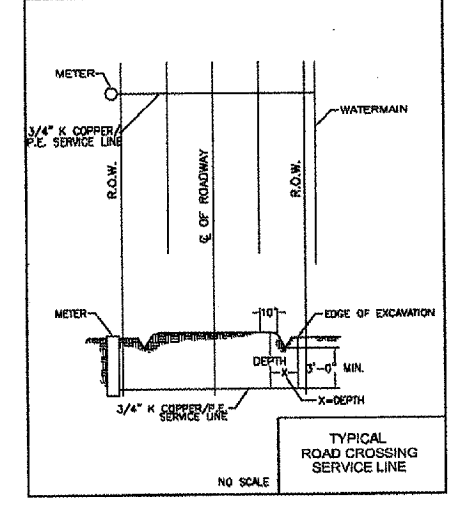 METER
WATERMAIN
3/4" K COPPER/
P.E. SERVICE LINE
R.O.W.
℄ OF ROADWAY
R.O.W.
METER
10'
EDGE OF EXCAVATION
DEPTH
3'-0" MIN.
X
X=DEPTH
3/4" K COPPER/P.E.
SERVICE LINE
TYPICAL
ROAD CROSSING
SERVICE LINE
NO SCALE